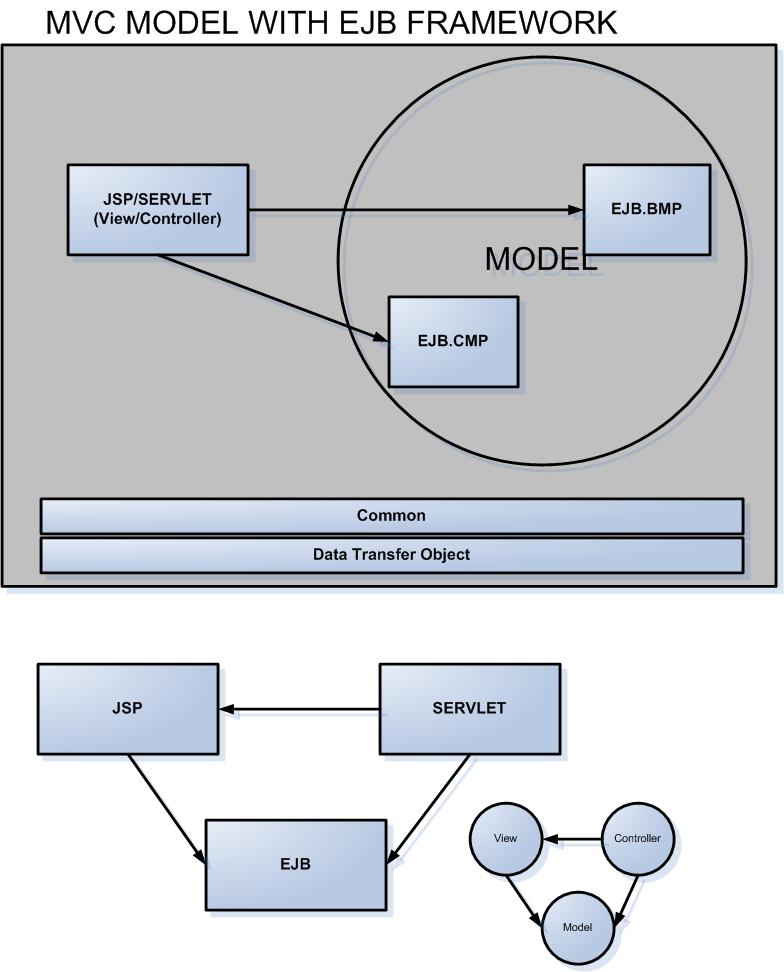 MVC MODEL WITH EJB FRAMEWORK
JSP/SERVLET
(View/Controller)
EJB.BMP
MODEL
EJB.CMP
Common
Data Transfer Object
JSP
SERVLET
EJB
View
Controller
Model